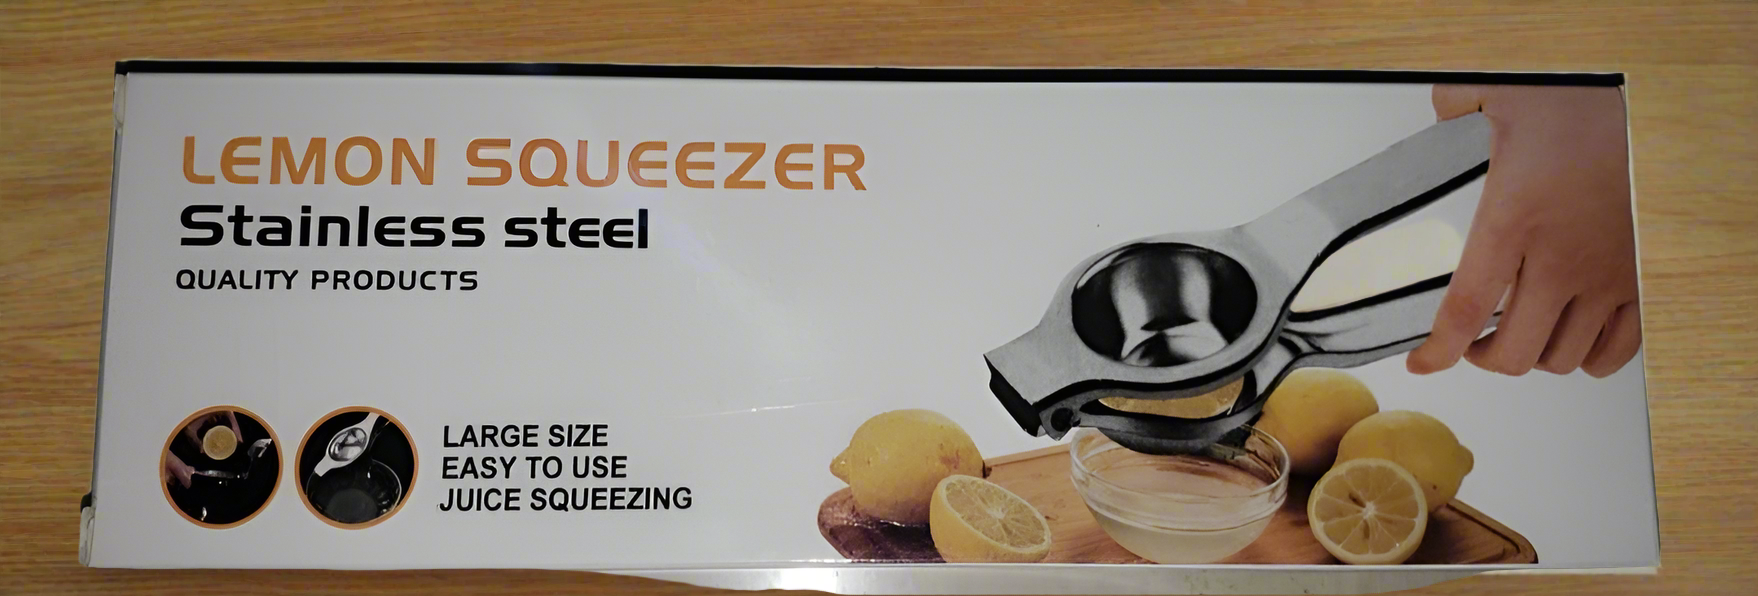 LEMON SQUEEZER
Stainless steel
QUALITY PRODUCTS
LARGE SIZE
EASY TO USE
JUICE SQUEEZING